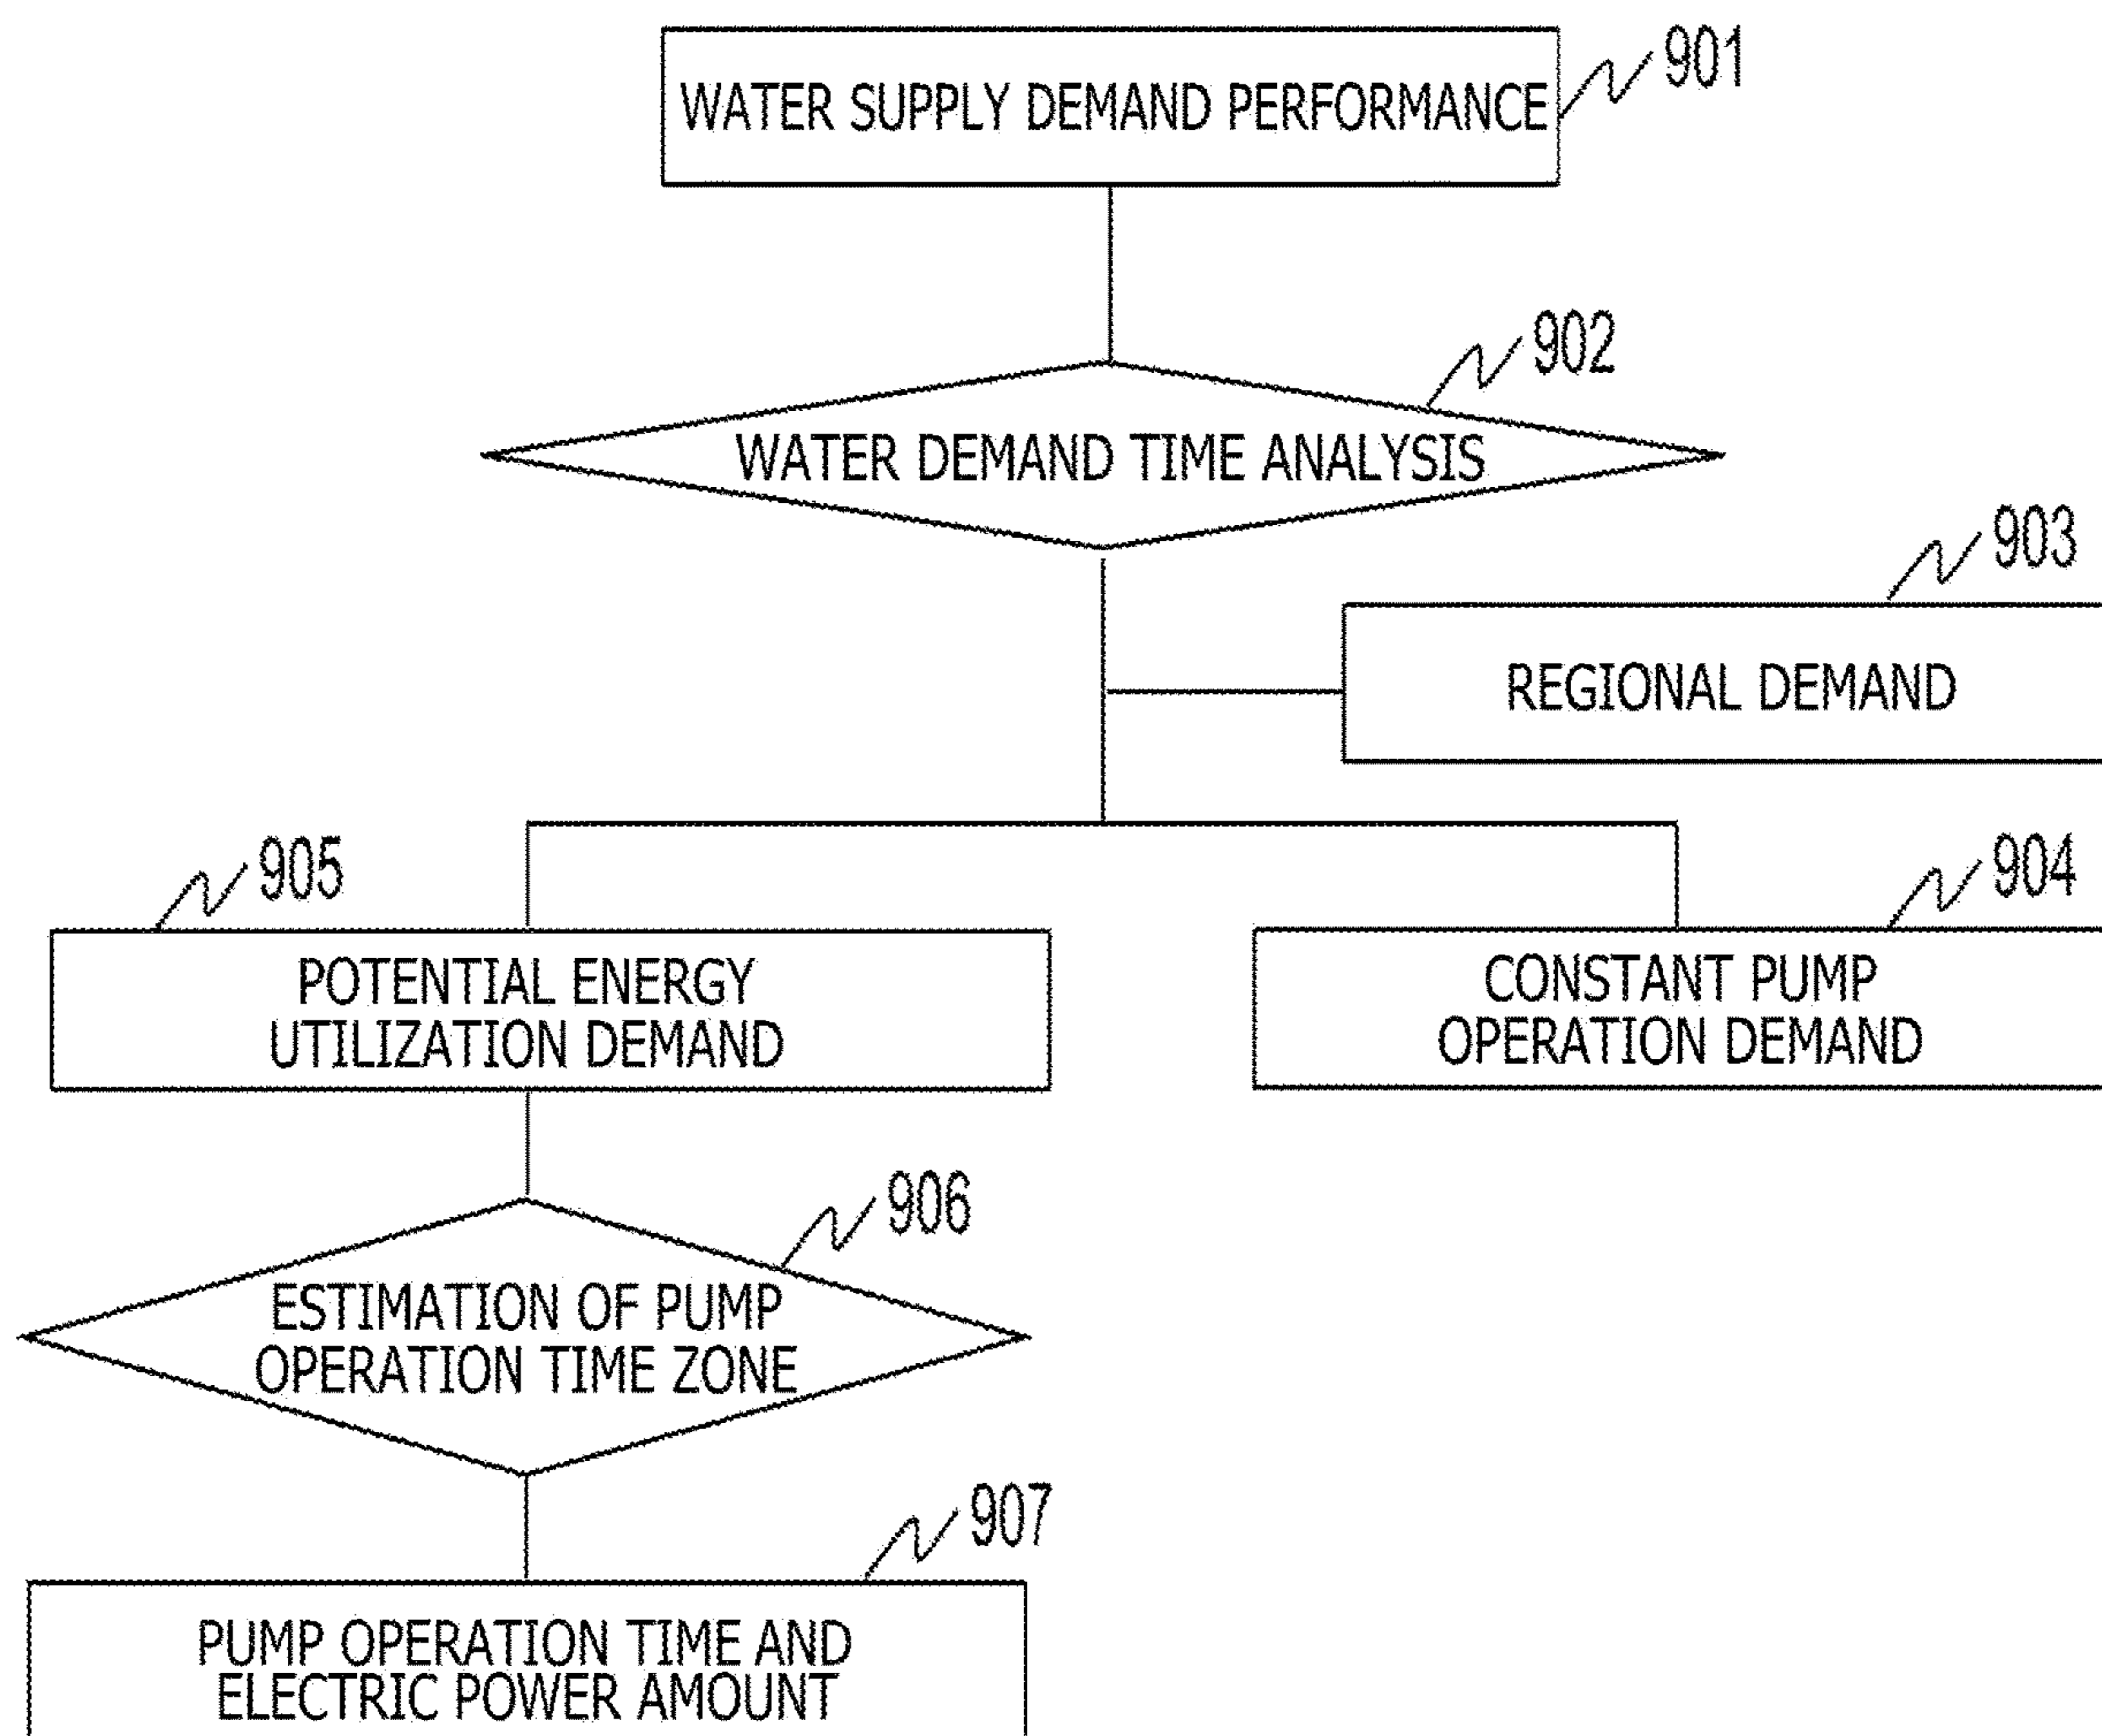 WATER SUPPLY DEMAND PERFORMANCE
901
902
WATER DEMAND TIME ANALYSIS
903
REGIONAL DEMAND
905
904
POTENTIAL ENERGY
UTILIZATION DEMAND
CONSTANT PUMP
OPERATION DEMAND
906
ESTIMATION OF PUMP
OPERATION TIME ZONE
907
PUMP OPERATION TIME AND
ELECTRIC POWER AMOUNT